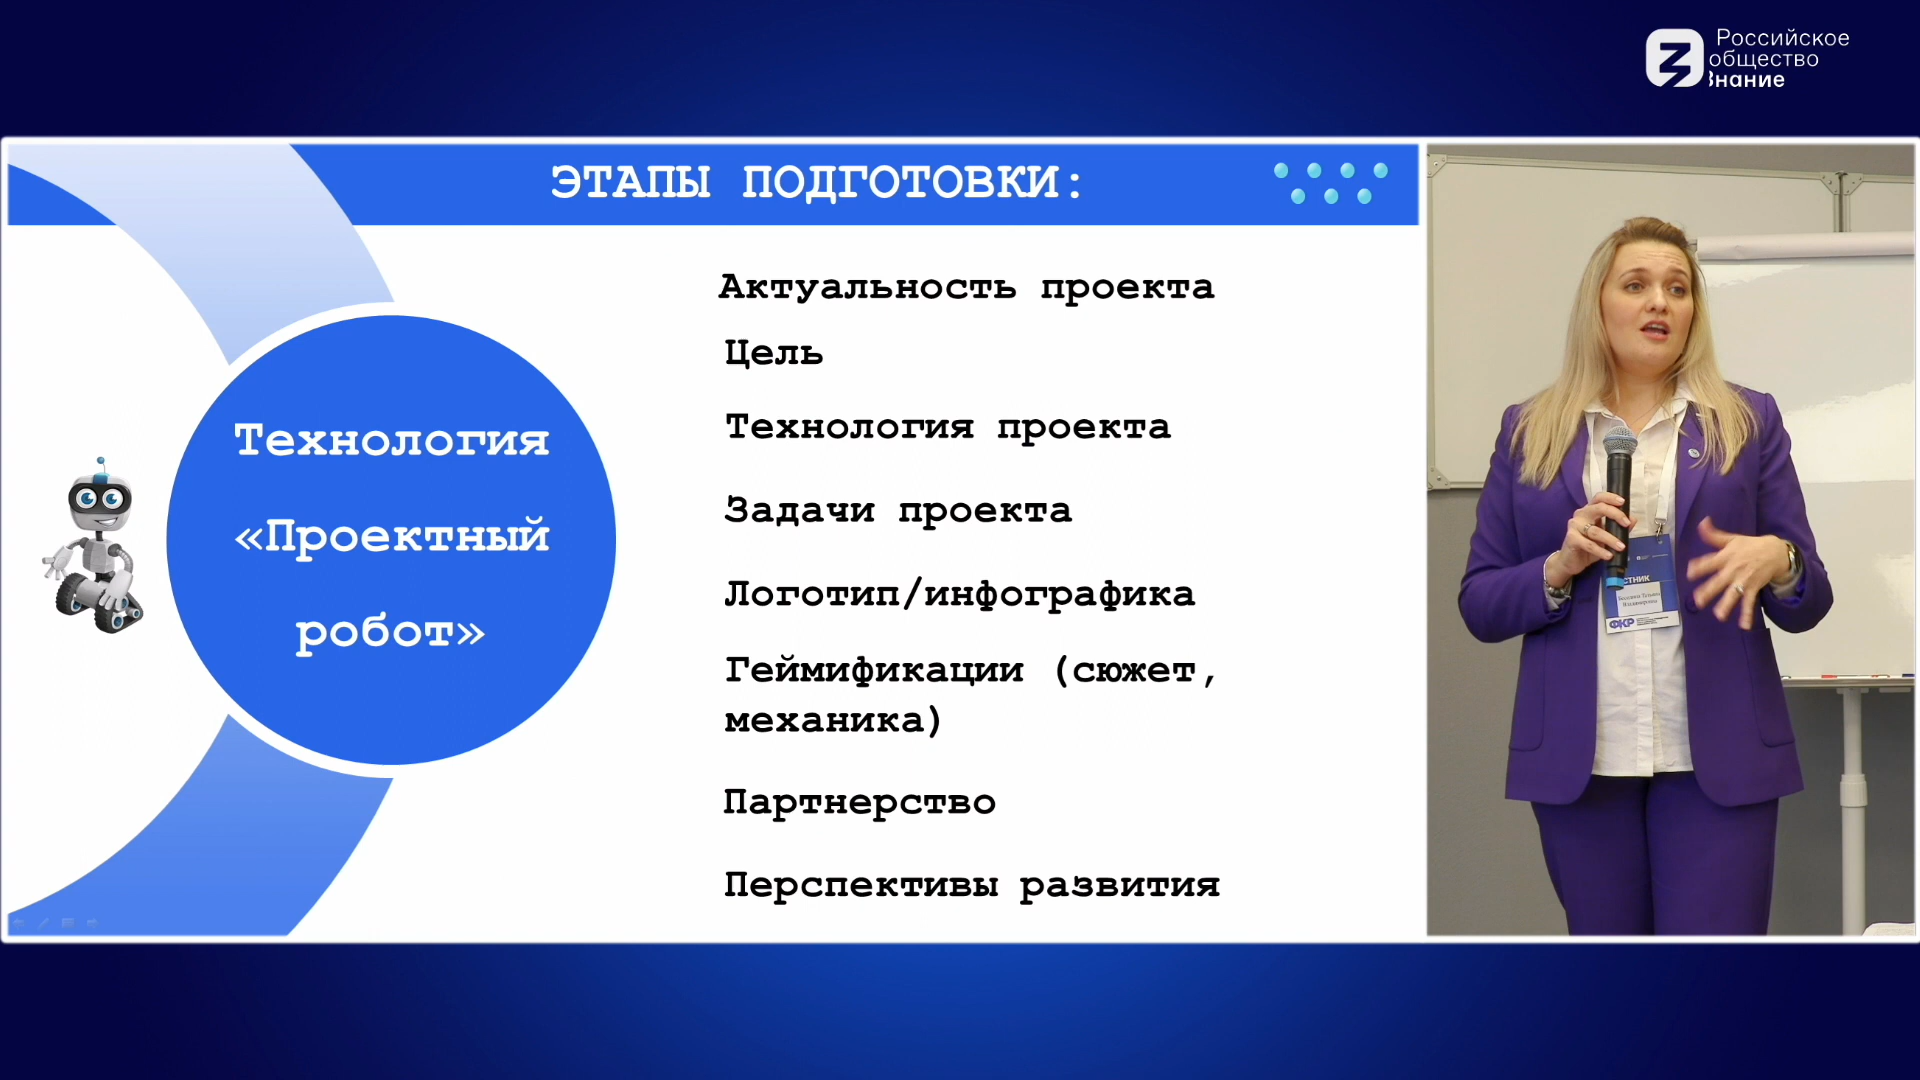 Российское
общество
Знание
ЭТАПЫ ПОДГОТОВКИ:
Технология
«Проектный
робот»
Актуальность проекта
Цель
Технология проекта
Задачи проекта
Логотип/инфографика
Геймификации (сюжет,
механика)
Партнерство
Перспективы развития
ФКР